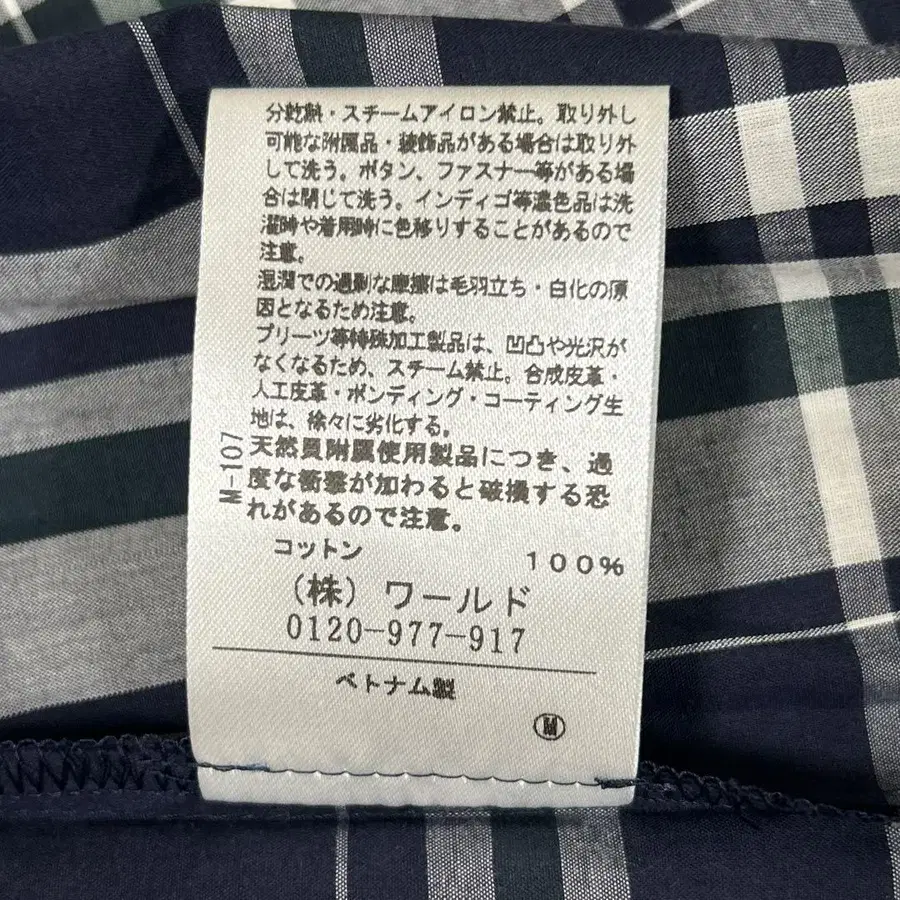 分乾熱・スチームアイロン禁止。取り外し
可能な附属品・装飾品がある場合は取り外
して洗う。ボタン、ファスナー等がある場
合は閉じて洗う。インディゴ等濃色品は洗
濯時や着用時に色移りすることがあるので
注意。
湿潤での過剰な摩擦は毛羽立ち・白化の原
因となるため注意。
プリーツ等特殊加工製品は、凹凸や光沢が
なくなるため、スチーム禁止。合成皮革・
人工皮革・ボンディング・コーティング生
地は、徐々に劣化する。
天然貝附属使用製品につき、過
度な衝撃が加わると破損する恐
れがあるので注意。
M-107
コットン 100%
(株) ワールド
0120-977-917
ベトナム製
M